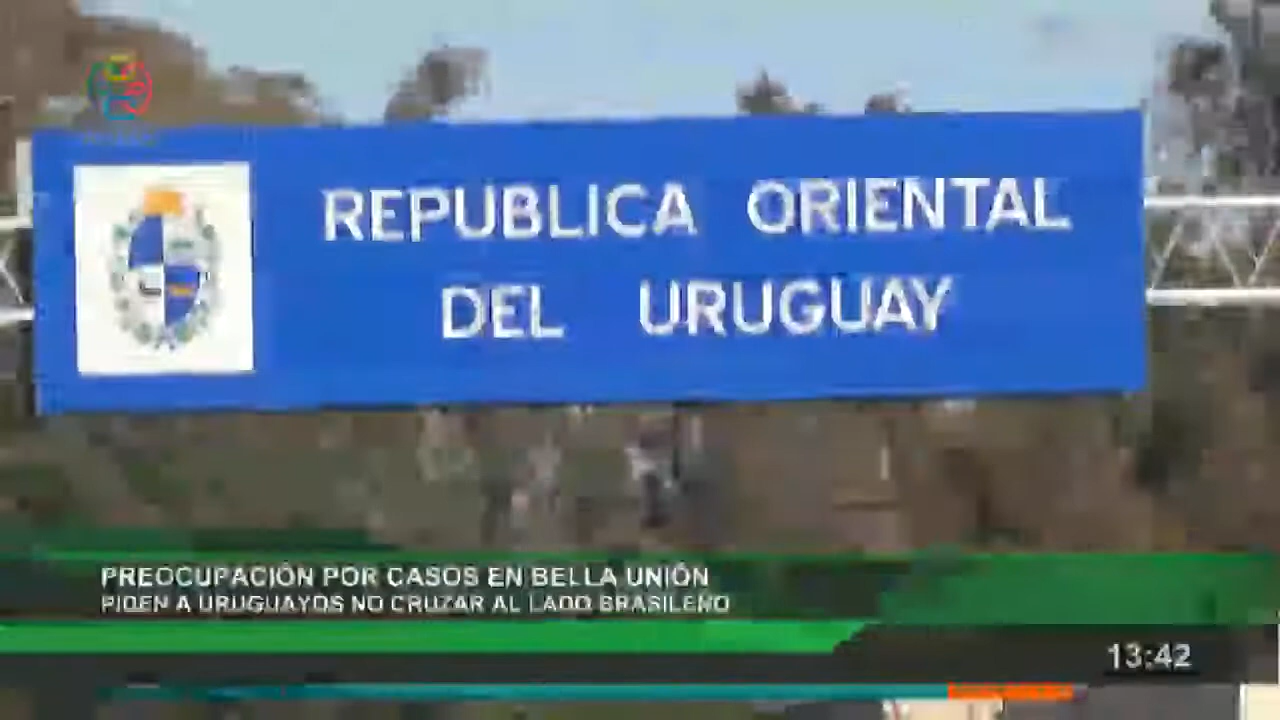 REPUBLICA ORIENTAL
DEL URUGUAY
PREOCUPACIÓN POR CASOS EN BELLA UNIÓN
PIDEN A URUGUAYOS NO CRUZAR AL LADO BRASILEÑO
13:42